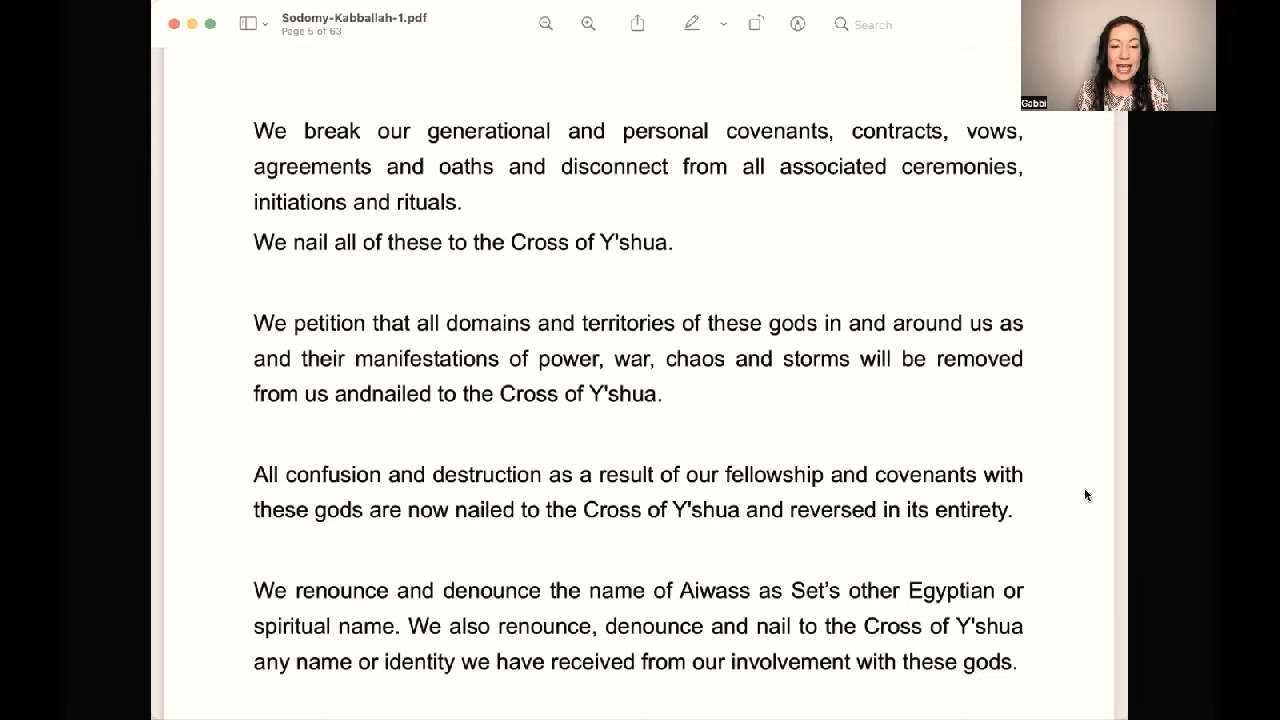 Sodomy-Kabballah-1.pdf
Page 5 of 63
Search
Gabbi
We break our generational and personal covenants, contracts, vows,
agreements and oaths and disconnect from all associated ceremonies,
initiations and rituals.
We nail all of these to the Cross of Y'shua.
We petition that all domains and territories of these gods in and around us as
and their manifestations of power, war, chaos and storms will be removed
from us andnailed to the Cross of Y'shua.
All confusion and destruction as a result of our fellowship and covenants with
these gods are now nailed to the Cross of Y'shua and reversed in its entirety.
We renounce and denounce the name of Aiwass as Set’s other Egyptian or
spiritual name. We also renounce, denounce and nail to the Cross of Y'shua
any name or identity we have received from our involvement with these gods.